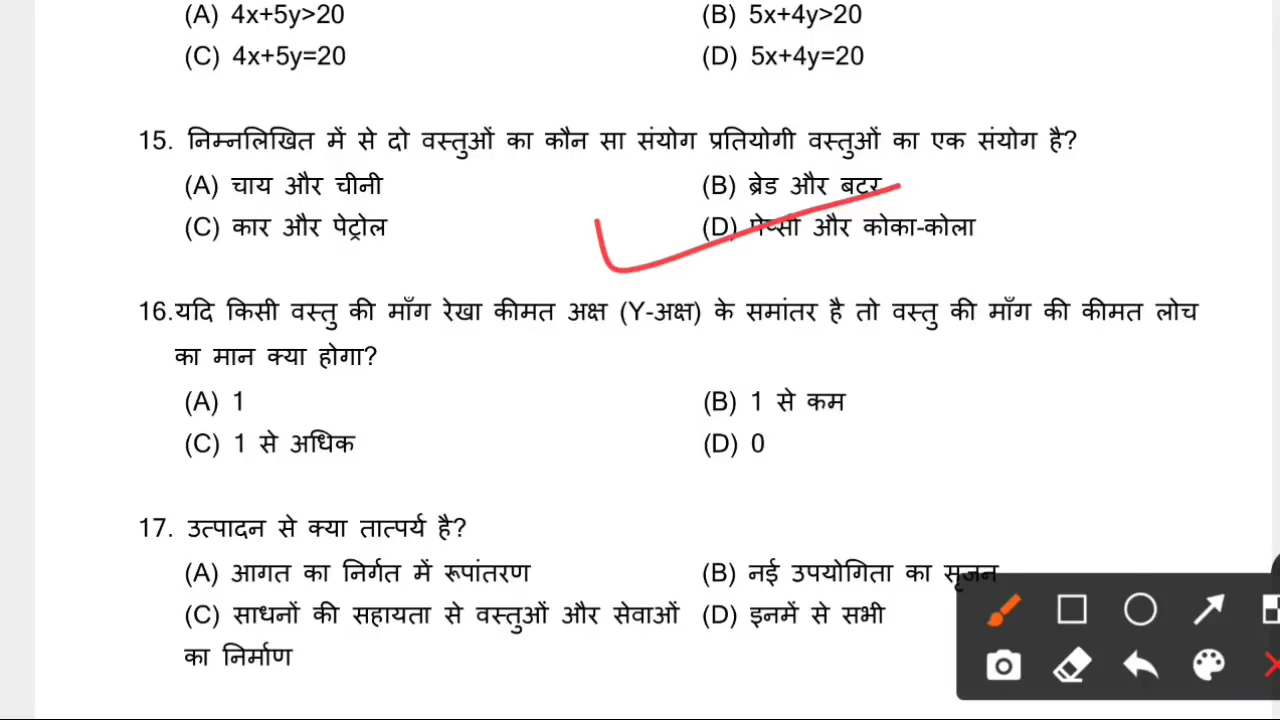 (A) 4x+5y>20 (B) 5x+4y>20
(C) 4x+5y=20 (D) 5x+4y=20
15. निम्नलिखित में से दो वस्तुओं का कौन सा संयोग प्रतियोगी वस्तुओं का एक संयोग है?
(A) चाय और चीनी (B) ब्रेड और बटर
(C) कार और पेट्रोल (D) पेप्सी और कोका-कोला
16.यदि किसी वस्तु की माँग रेखा कीमत अक्ष (Y-अक्ष) के समांतर है तो वस्तु की माँग की कीमत लोच
का मान क्या होगा?
(A) 1 (B) 1 से कम
(C) 1 से अधिक (D) 0
17. उत्पादन से क्या तात्पर्य है?
(A) आगत का निर्गत में रूपांतरण (B) नई उपयोगिता का सृजन
(C) साधनों की सहायता से वस्तुओं और सेवाओं (D) इनमें से सभी
का निर्माण